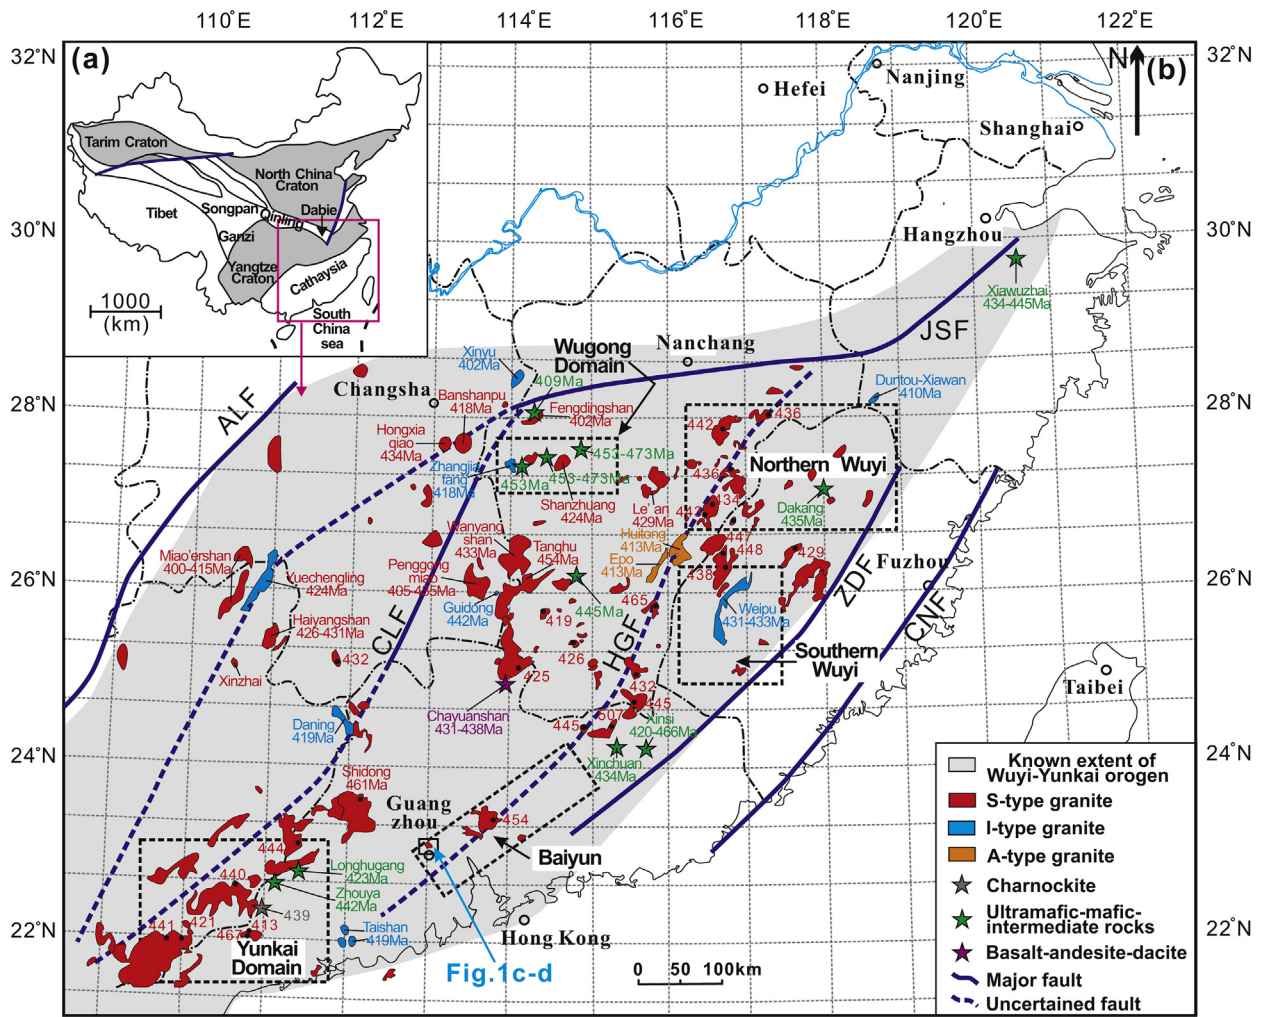 110°E 112°E 114°E 116°E 118°E 120°E 122°E
32°N
30°N
28°N
26°N
24°N
22°N
32°N
30°N
28°N
26°N
24°N
22°N
(a)
Tarim Craton
North China
Craton
Tibet
Songpan
Ganzi
Qinling
Dabie
Yangtze
Craton
Cathaysia
South
China
sea
1000
(km)
(b)
N
Hefei
Nanjing
Shanghai
Hangzhou
Xiawuzhai
434-445Ma
JSF
Nanchang
Wugong
Domain
Xinyu
402Ma
409Ma
Changsha
Banshanpu
418Ma
Fengdingshan
402Ma
Duntou-Xiawan
410Ma
ALF
Hongxia
qiao
434Ma
442
436
Zhangjia
fang
418Ma
453-473Ma
453Ma
453-473Ma
436
Northern Wuyi
Shanzhuang
424Ma
Le' an
429Ma
434
Dakang
435Ma
Wanyang
shan
433Ma
Huitong
413Ma
447
448
429
Miao'ershan
400-415Ma
Tanghu
454Ma
Epo
413Ma
438
Fuzhou
ZDF
Penggong
miao
405-435Ma
Yuechengling
424Ma
Guidong
442Ma
445Ma
465
Weipu
431-433Ma
CNF
Haiyangshan
426-431Ma
419
CLF
HGF
432
426
Southern
Wuyi
Xinzhai
425
432
Taibei
Chayuanshan
431-438Ma
445
507
445
Daning
419Ma
Xinsi
420-466Ma
Xinchuan
434Ma
Shidong
461Ma
Guang
zhou
454
444
Baiyun
Longhugang
423Ma
440
Zhouya
442Ma
439
441
421
467
413
Taishan
419Ma
Yunkai
Domain
Hong Kong
Fig.1c-d
0 50 100km
Known extent of
Wuyi-Yunkai orogen
S-type granite
I-type granite
A-type granite
Charnockite
Ultramafic-mafic-
intermediate rocks
Basalt-andesite-dacite
Major fault
Uncertained fault